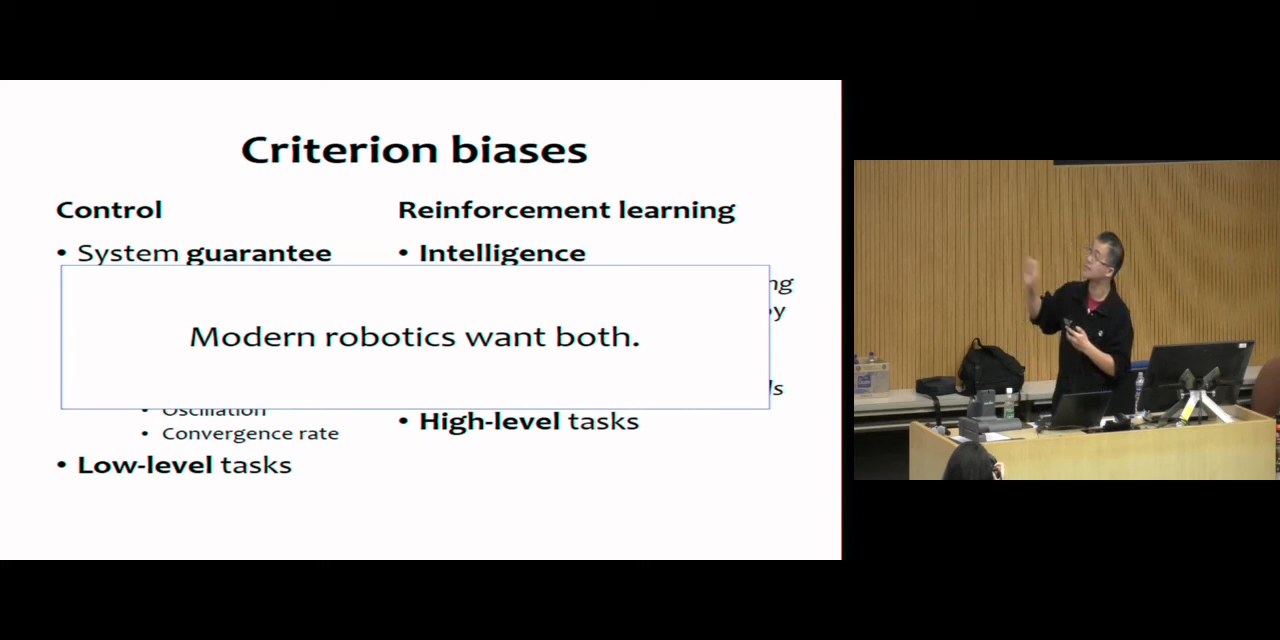 Criterion biases
Control
• System guarantee
Modern robotics want both.
• Oscillation
• Convergence rate
• Low-level tasks
Reinforcement learning
• Intelligence
• High-level tasks